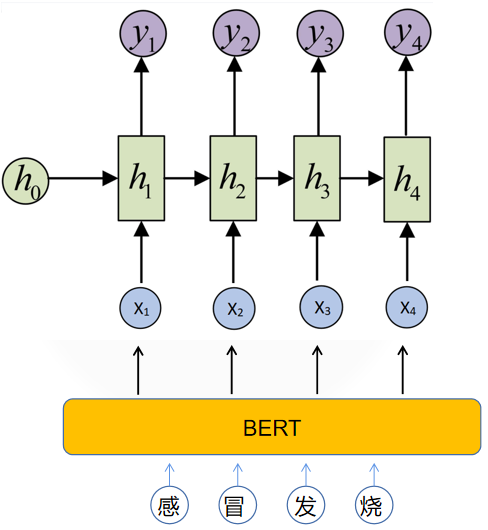 y₁ y₂ y₃ y₄
h₀ h₁ h₂ h₃ h₄
X₁ X₂ X₃ X₄
BERT
感 冒 发 烧